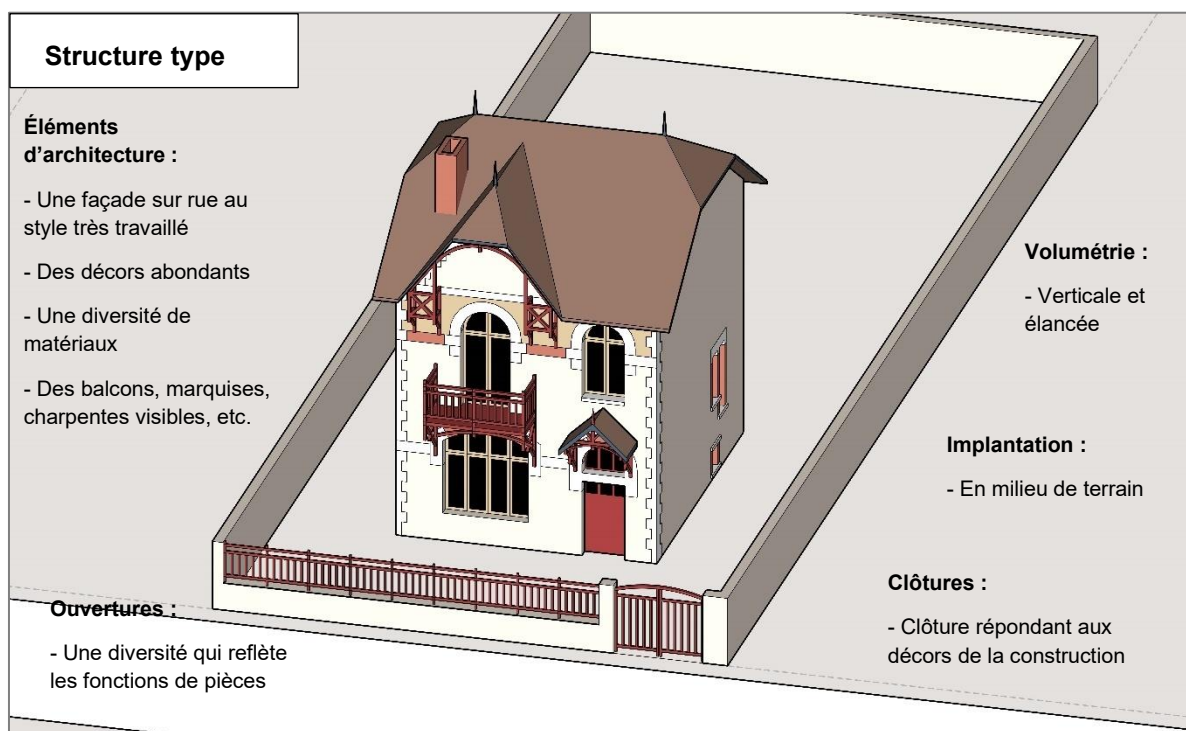 Structure type
Éléments
d’architecture :
- Une façade sur rue au
style très travaillé
- Des décors abondants
- Une diversité de
matériaux
- Des balcons, marquises,
charpentes visibles, etc.
Ouvertures :
- Une diversité qui reflète
les fonctions de pièces
Volumétrie :
- Verticale et
élancée
Implantation :
- En milieu de terrain
Clôtures :
- Clôture répondant aux
décors de la construction